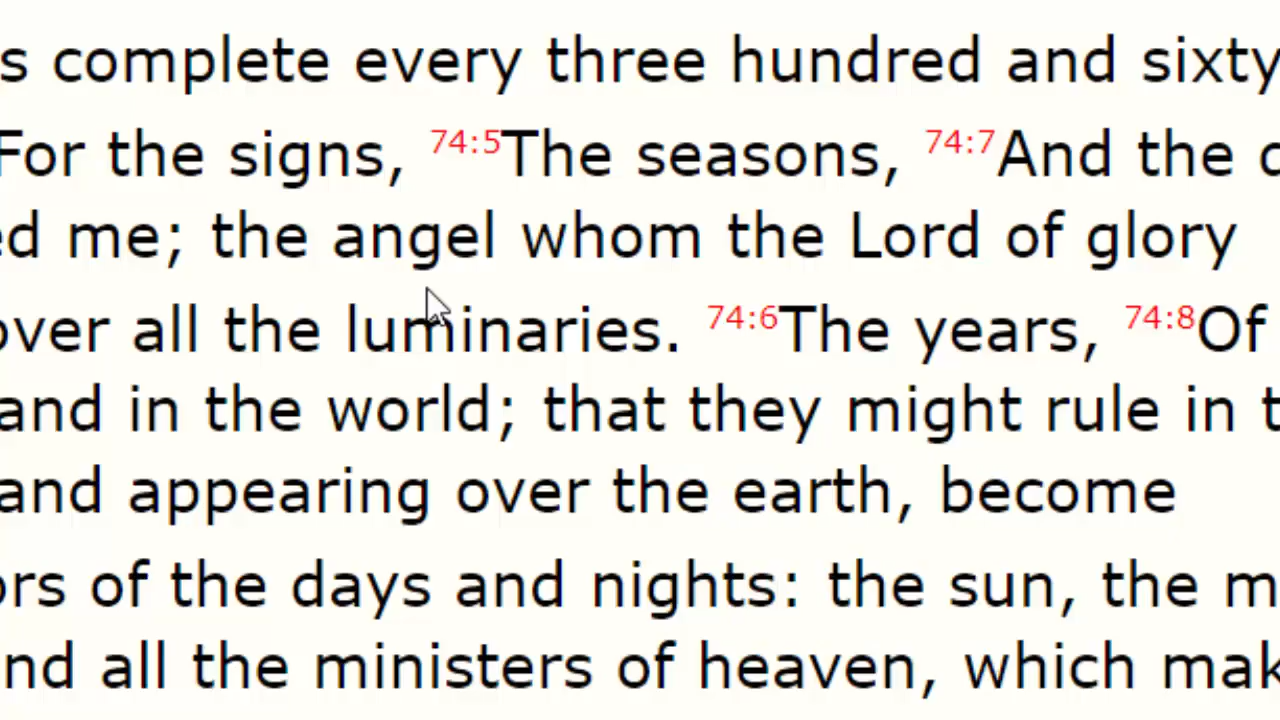 s complete every three hundred and sixty
For the signs, 74:5The seasons, 74:7And the
ed me; the angel whom the Lord of glory
over all the luminaries. 74:6The years, 74:8Of
and in the world; that they might rule in
and appearing over the earth, become
ors of the days and nights: the sun, the m
nd all the ministers of heaven, which mak